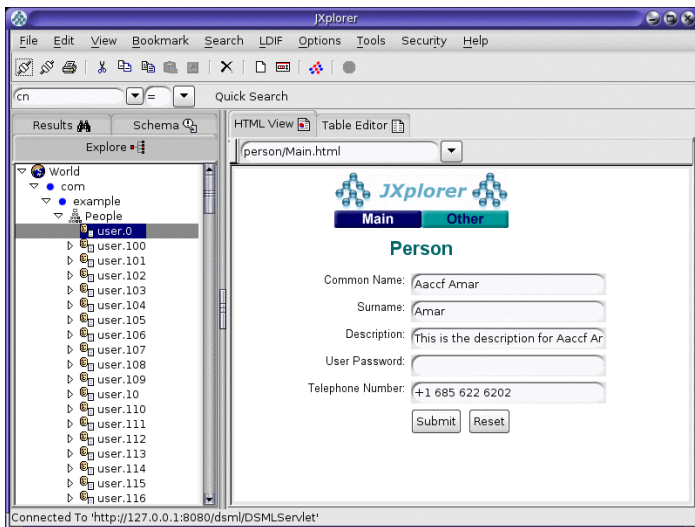 JXplorer
File Edit View Bookmark Search LDIF Options Tools Security Help
cn = Quick Search
Results Schema
Explore
World
com
example
People
user.0
user.100
user.101
user.102
user.103
user.104
user.105
user.106
user.107
user.108
user.109
user.10
user.110
user.111
user.112
user.113
user.114
user.115
user.116
HTML View Table Editor
person/Main.html
JXplorer
Main Other
Person
Common Name: Aaccf Amar
Surname: Amar
Description: This is the description for Aaccf Ar
User Password:
Telephone Number: +1 685 622 6202
Submit Reset
Connected To 'http://127.0.0.1:8080/dsml/DSMLServlet'